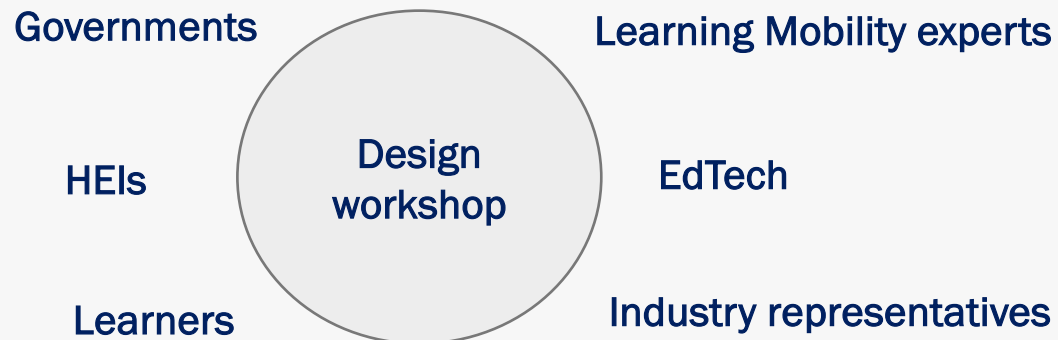 Governments
Learning Mobility experts
Design
workshop
HEIs
EdTech
Learners
Industry representatives